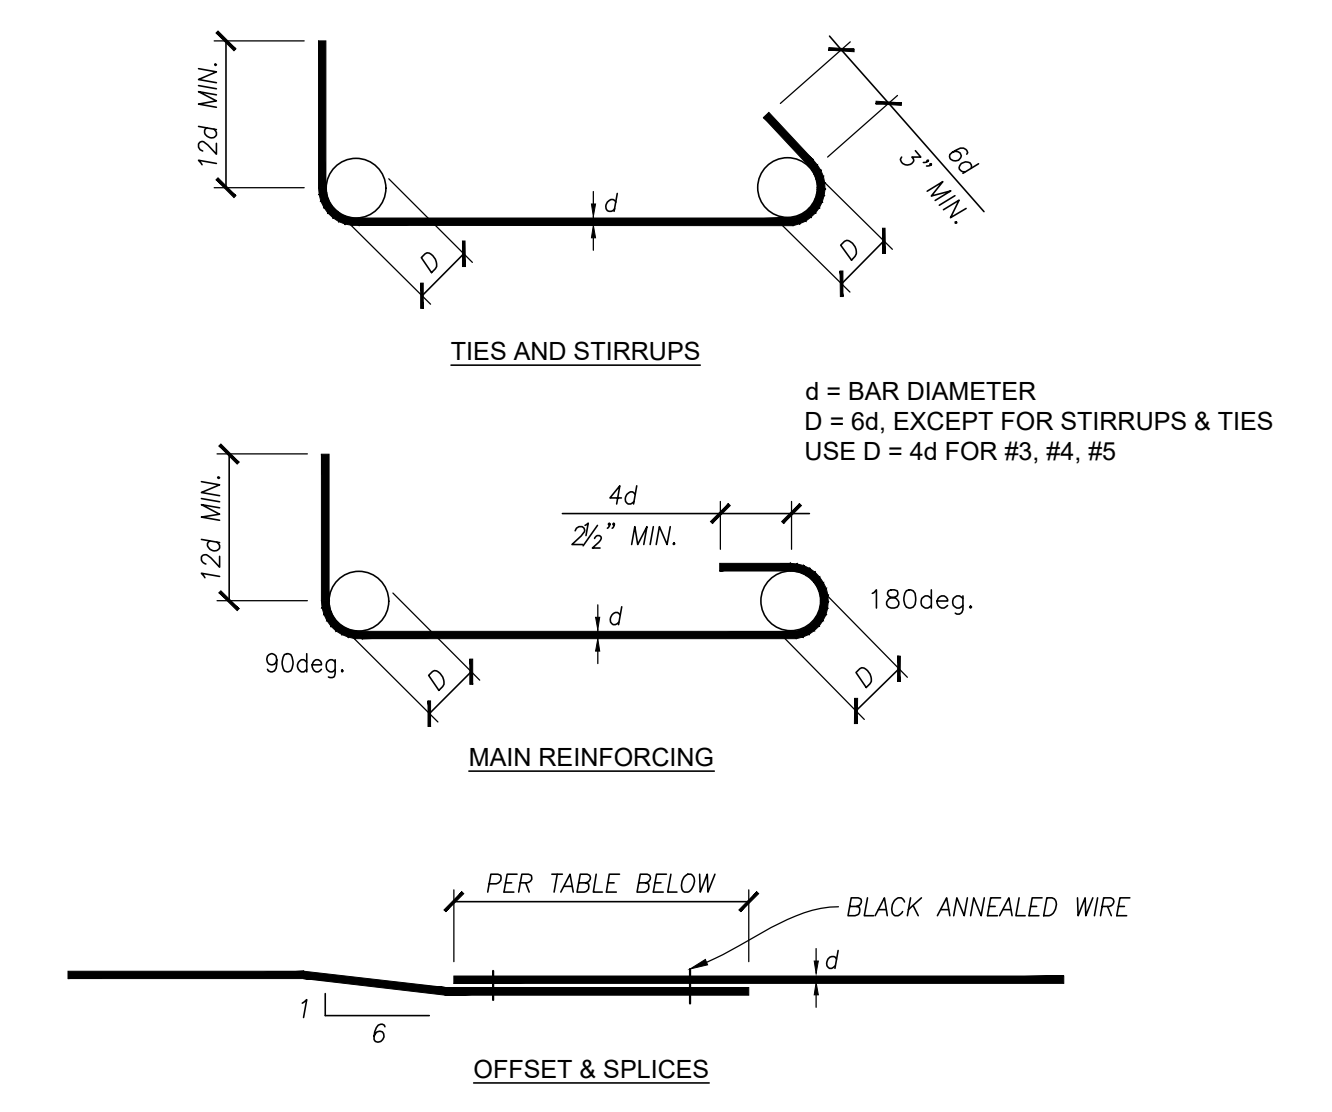 12d MIN.
d
D
D
6d
3" MIN.
TIES AND STIRRUPS
d = BAR DIAMETER
D = 6d, EXCEPT FOR STIRRUPS & TIES
USE D = 4d FOR #3, #4, #5
12d MIN.
4d
2½" MIN.
d
180deg.
90deg.
D
D
MAIN REINFORCING
PER TABLE BELOW
BLACK ANNEALED WIRE
d
1
6
OFFSET & SPLICES